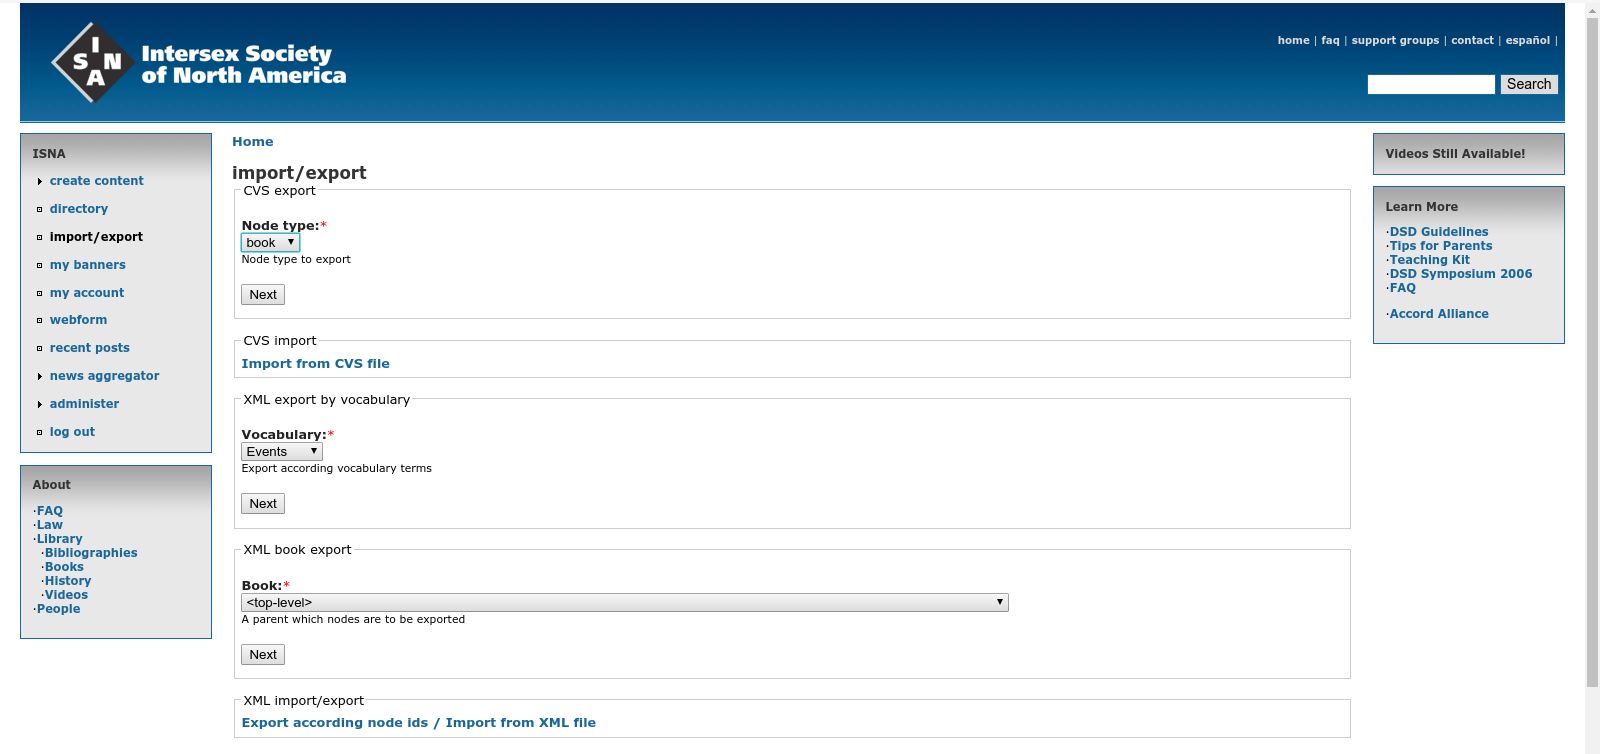 ISNA
Intersex Society
of North America
home | faq | support groups | contact | español |
Search
ISNA
create content
directory
import/export
my banners
my account
webform
recent posts
news aggregator
administer
log out
About
·FAQ
·Law
·Library
·Bibliographies
·Books
·History
·Videos
·People
Home
import/export
CVS export
Node type:*
book
Node type to export
Next
CVS import
Import from CVS file
XML export by vocabulary
Vocabulary:*
Events
Export according vocabulary terms
Next
XML book export
Book:*
<top-level>
A parent which nodes are to be exported
Next
XML import/export
Export according node ids / Import from XML file
Videos Still Available!
Learn More
·DSD Guidelines
·Tips for Parents
·Teaching Kit
·DSD Symposium 2006
·FAQ
·Accord Alliance